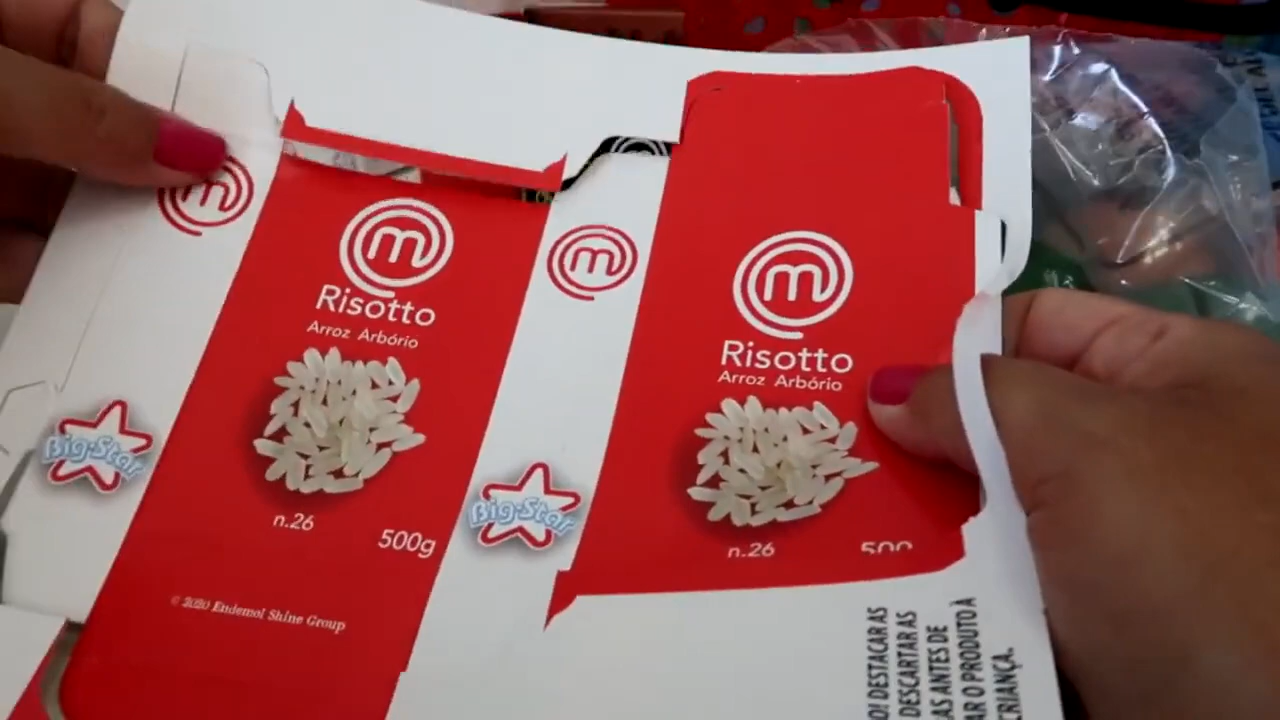 m
m
Risotto
Arroz Arbório
n.26
500g
© 2020 Endemol Shine Group
Big-Star
m
Big-Star
m
Risotto
Arroz Arbório
n.26
500
DESTACAR AS
DESCARTAR AS
AS ANTES DE
AR O PRODUTO À
CRIANÇA.